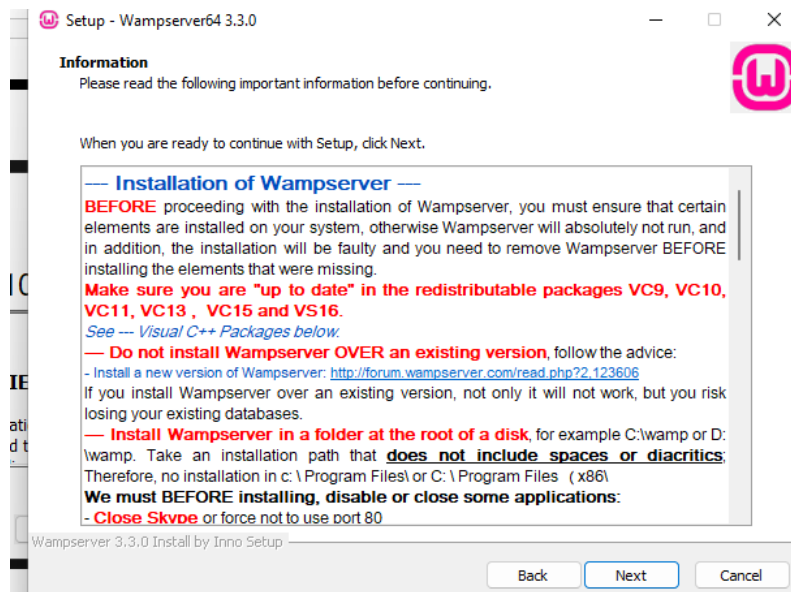 Setup - Wampserver64 3.3.0
Information
Please read the following important information before continuing.
When you are ready to continue with Setup, click Next.
--- Installation of Wampserver ---
BEFORE proceeding with the installation of Wampserver, you must ensure that certain
elements are installed on your system, otherwise Wampserver will absolutely not run, and
in addition, the installation will be faulty and you need to remove Wampserver BEFORE
installing the elements that were missing.
Make sure you are "up to date" in the redistributable packages VC9, VC10,
VC11, VC13 , VC15 and VS16.
See --- Visual C++ Packages below.
— Do not install Wampserver OVER an existing version, follow the advice:
- Install a new version of Wampserver: http://forum.wampserver.com/read.php?2,123606
If you install Wampserver over an existing version, not only it will not work, but you risk
losing your existing databases.
— Install Wampserver in a folder at the root of a disk, for example C:\wamp or D:
\wamp. Take an installation path that does not include spaces or diacritics;
Therefore, no installation in c: \ Program Files\ or C: \ Program Files (x86\
We must BEFORE installing, disable or close some applications:
- Close Skype or force not to use port 80
Wampserver 3.3.0 Install by Inno Setup
Back
Next
Cancel